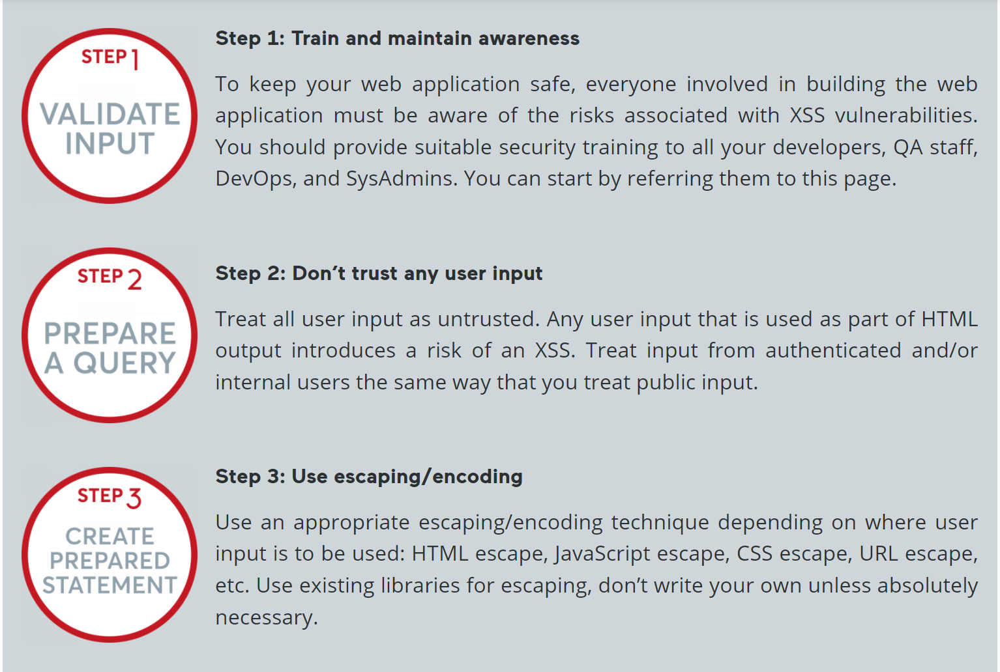 STEP 1
VALIDATE
INPUT
Step 1: Train and maintain awareness
To keep your web application safe, everyone involved in building the web
application must be aware of the risks associated with XSS vulnerabilities.
You should provide suitable security training to all your developers, QA staff,
DevOps, and SysAdmins. You can start by referring them to this page.
STEP 2
PREPARE
A QUERY
Step 2: Don’t trust any user input
Treat all user input as untrusted. Any user input that is used as part of HTML
output introduces a risk of an XSS. Treat input from authenticated and/or
internal users the same way that you treat public input.
STEP 3
CREATE
PREPARED
STATEMENT
Step 3: Use escaping/encoding
Use an appropriate escaping/encoding technique depending on where user
input is to be used: HTML escape, JavaScript escape, CSS escape, URL escape,
etc. Use existing libraries for escaping, don’t write your own unless absolutely
necessary.